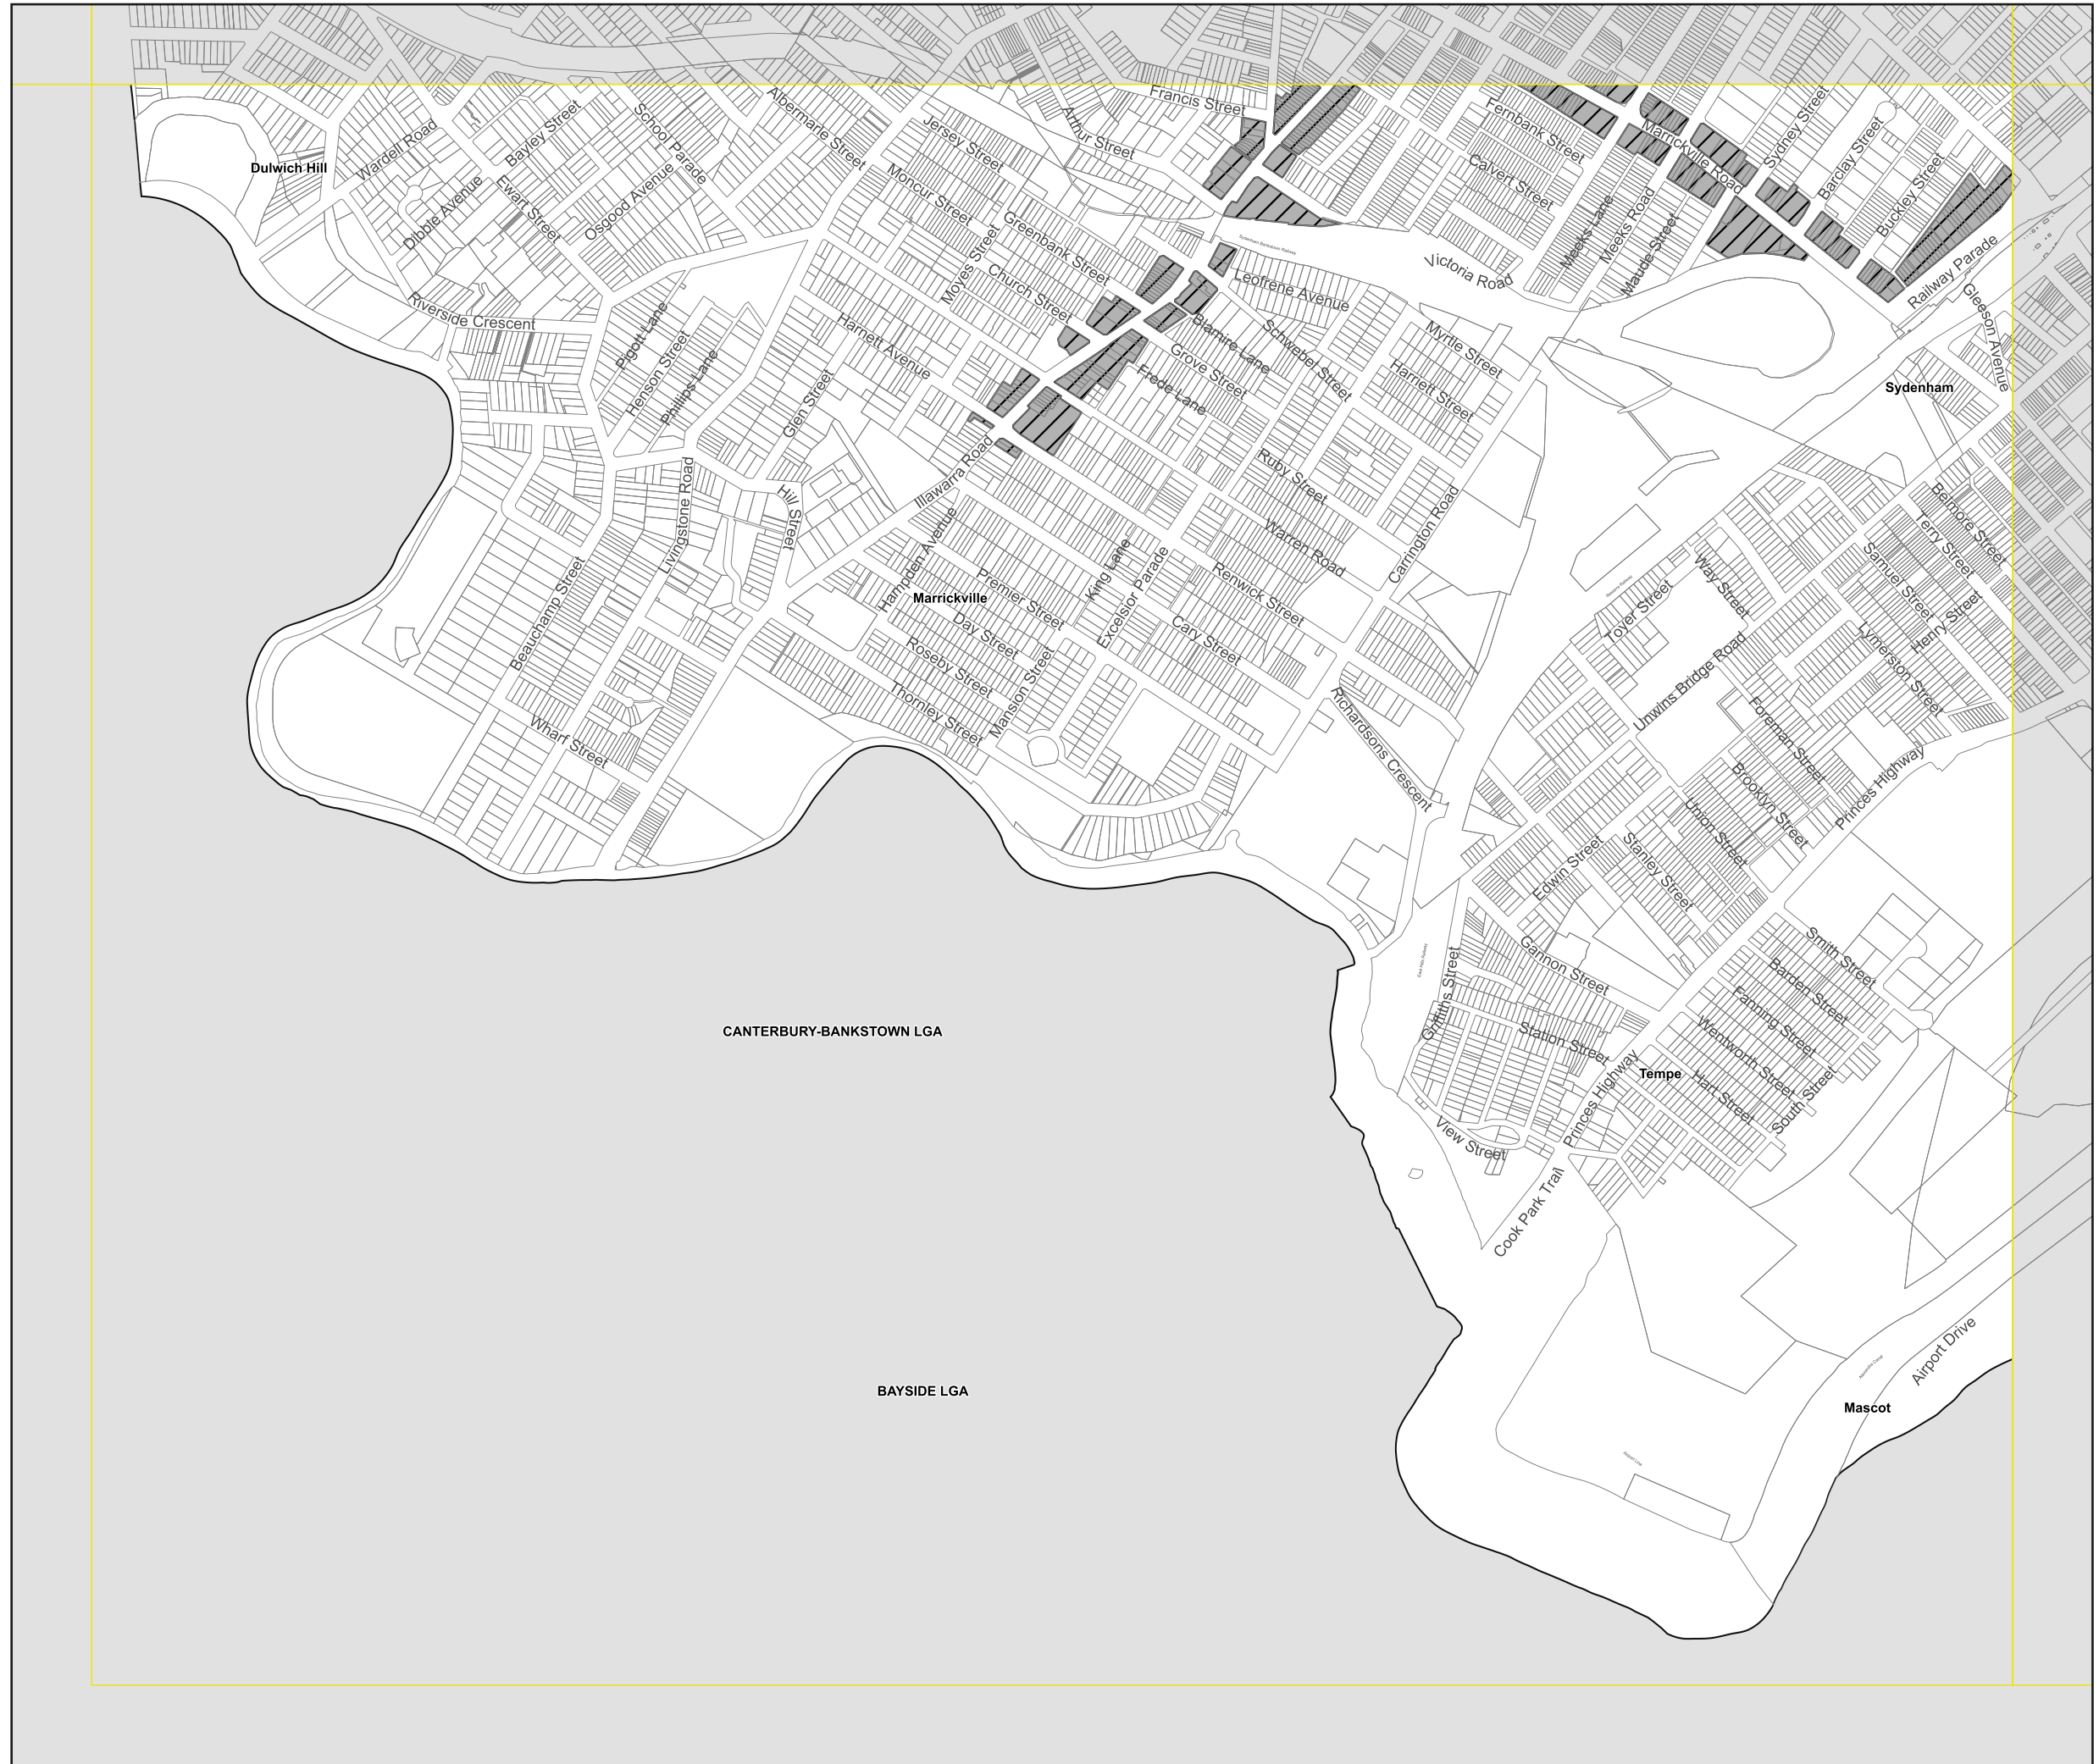 Francis Street
Albermarle Street
Fernbank Street
Sydney Street
School Parade
Bayley Street
Arthur Street
Jersey Street
Wardell Road
Marrickville Road
Barclay Street
Dulwich Hill
Calvert Street
Moncur Street
Buckley Street
Dibble Avenue
Ewart Street
Osgood Avenue
Meeks Lane
Meeks Road
Maude Street
Greenbank Street
Moyes Street
Sydenham Bankstown Railway
Victoria Road
Railway Parade
Leofrene Avenue
Church Street
Riverside Crescent
Gleeson Avenue
Pigott Lane
Harnett Avenue
Blamire Lane
Schwebel Street
Myrtle Street
Henson Street
Phillips Lane
Grove Street
Frede Lane
Harriett Street
Sydenham
Glen Street
Illawarra Road
Ruby Street
Livingstone Road
Hill Street
Belmore Street
Terry Street
Warren Road
Carrington Road
Hampden Avenue
King Lane
Excelsior Parade
Renwick Street
Way Street
Samuel Street
Premier Street
Marrickville
Toyer Street
Henry Street
Beauchamp Street
Day Street
Cary Street
Roseby Street
Unwins Bridge Road
Lymerston Street
Thornley Street
Mansion Street
Richardsons Crescent
Foreman Street
Wharf Street
Princes Highway
Brooklyn Street
Union Street
Edwin Street
Stanley Street
Smith Street
Gannon Street
Barden Street
Griffiths Street
Fanning Street
CANTERBURY-BANKSTOWN LGA
Station Street
Wentworth Street
Tempe
Princes Highway
Hart Street
South Street
View Street
Cook Park Trail
Airport Drive
BAYSIDE LGA
Mascot